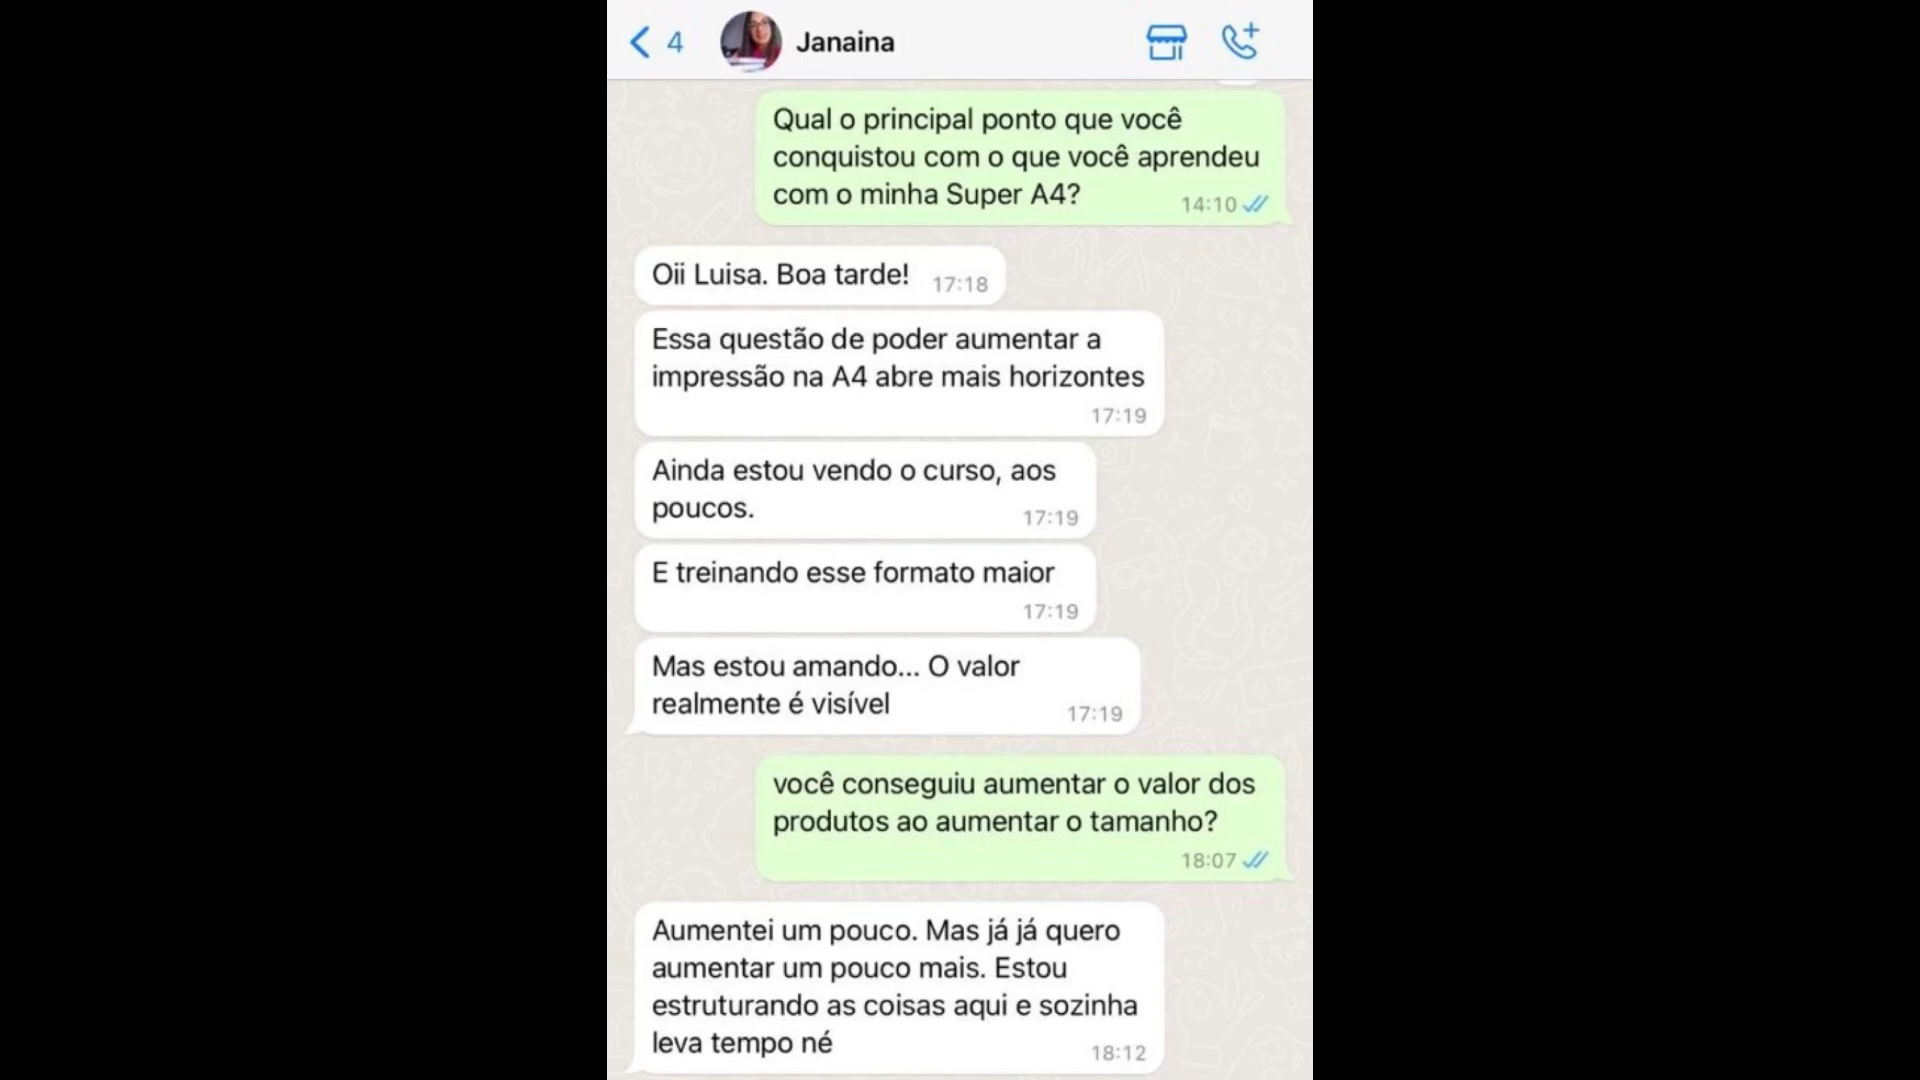 4
Janaina
Qual o principal ponto que você
conquistou com o que você aprendeu
com o minha Super A4?
14:10
Oii Luisa. Boa tarde!
17:18
Essa questão de poder aumentar a
impressão na A4 abre mais horizontes
17:19
Ainda estou vendo o curso, aos
poucos.
17:19
E treinando esse formato maior
17:19
Mas estou amando... O valor
realmente é visível
17:19
você conseguiu aumentar o valor dos
produtos ao aumentar o tamanho?
18:07
Aumentei um pouco. Mas já já quero
aumentar um pouco mais. Estou
estruturando as coisas aqui e sozinha
leva tempo né
18:12